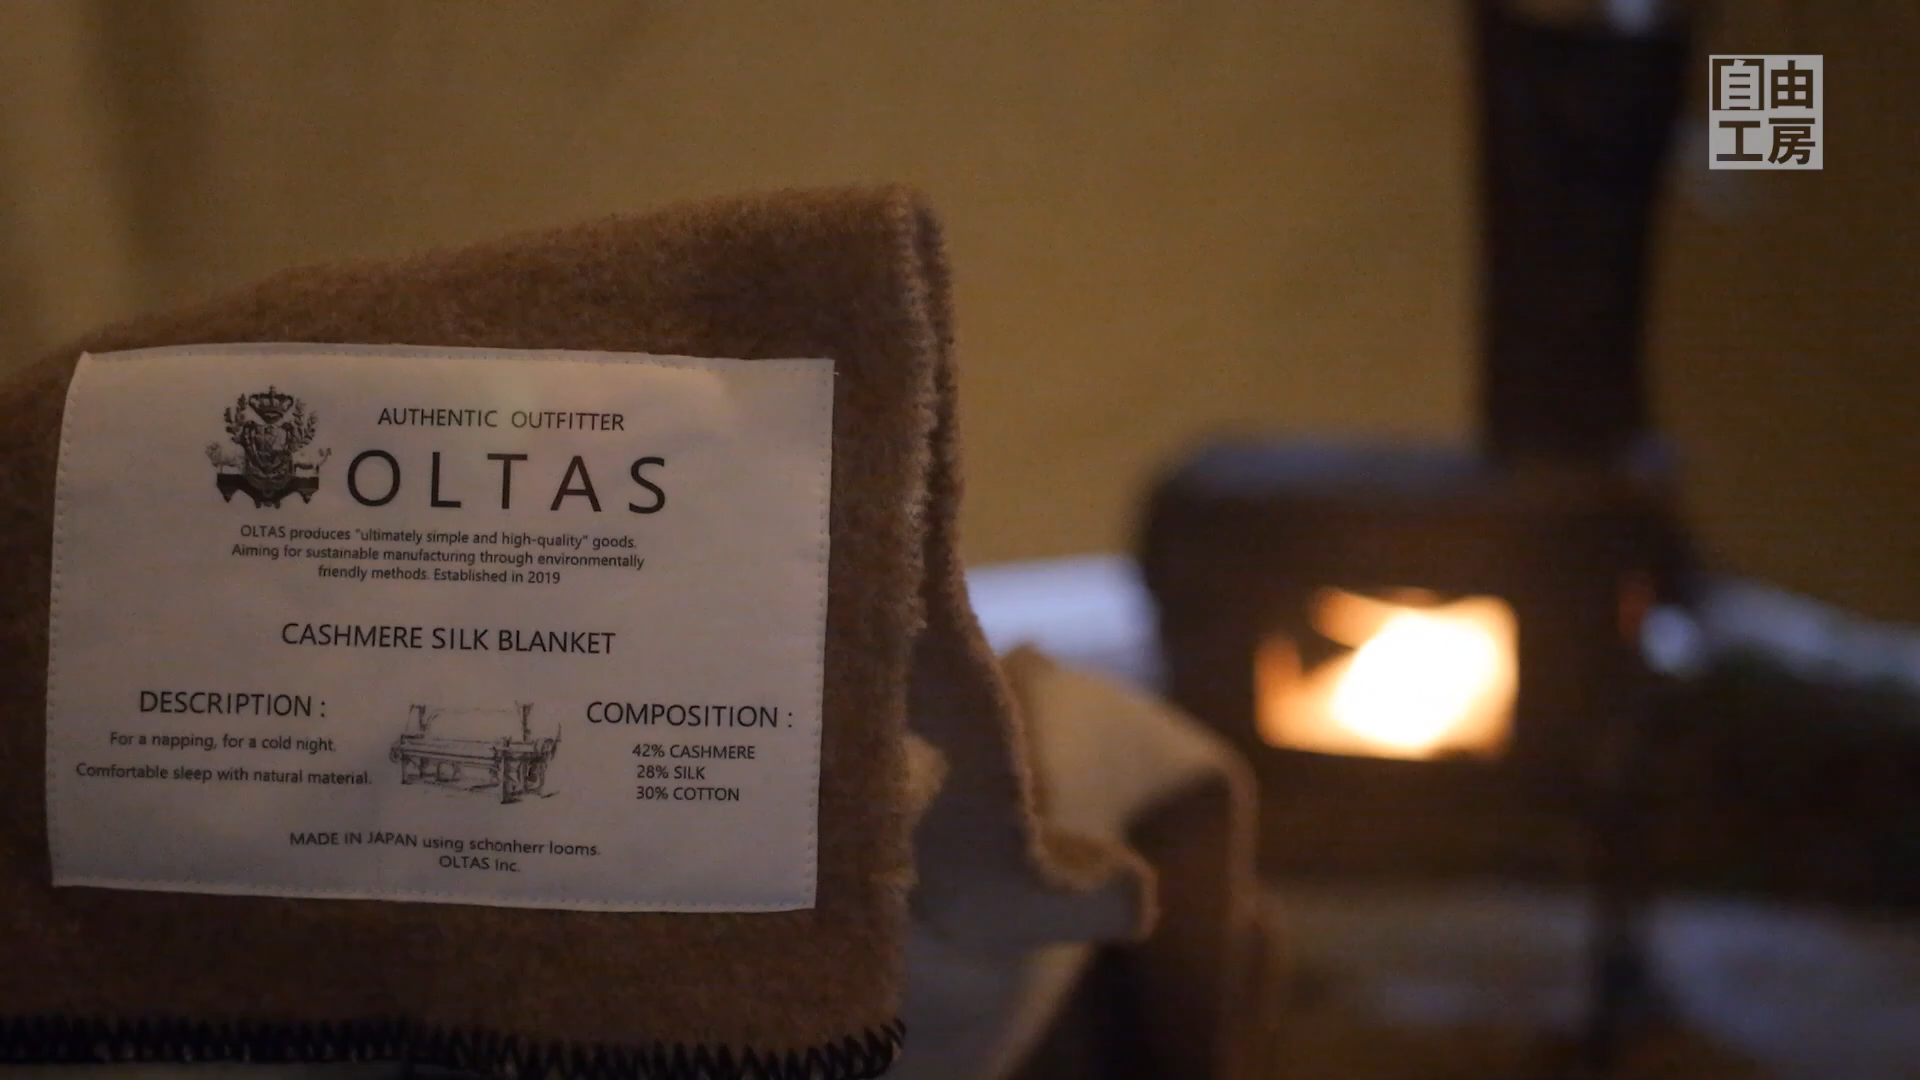 自由
工房
AUTHENTIC OUTFITTER
OLTAS
OLTAS produces "ultimately simple and high-quality" goods.
Aiming for sustainable manufacturing through environmentally
friendly methods. Established in 2019
CASHMERE SILK BLANKET
DESCRIPTION :
For a napping, for a cold night.
Comfortable sleep with natural material.
COMPOSITION :
42% CASHMERE
28% SILK
30% COTTON
MADE IN JAPAN using schonherr looms.
OLTAS Inc.